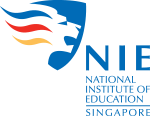 NIE
NATIONAL
INSTITUTE OF
EDUCATION
SINGAPORE